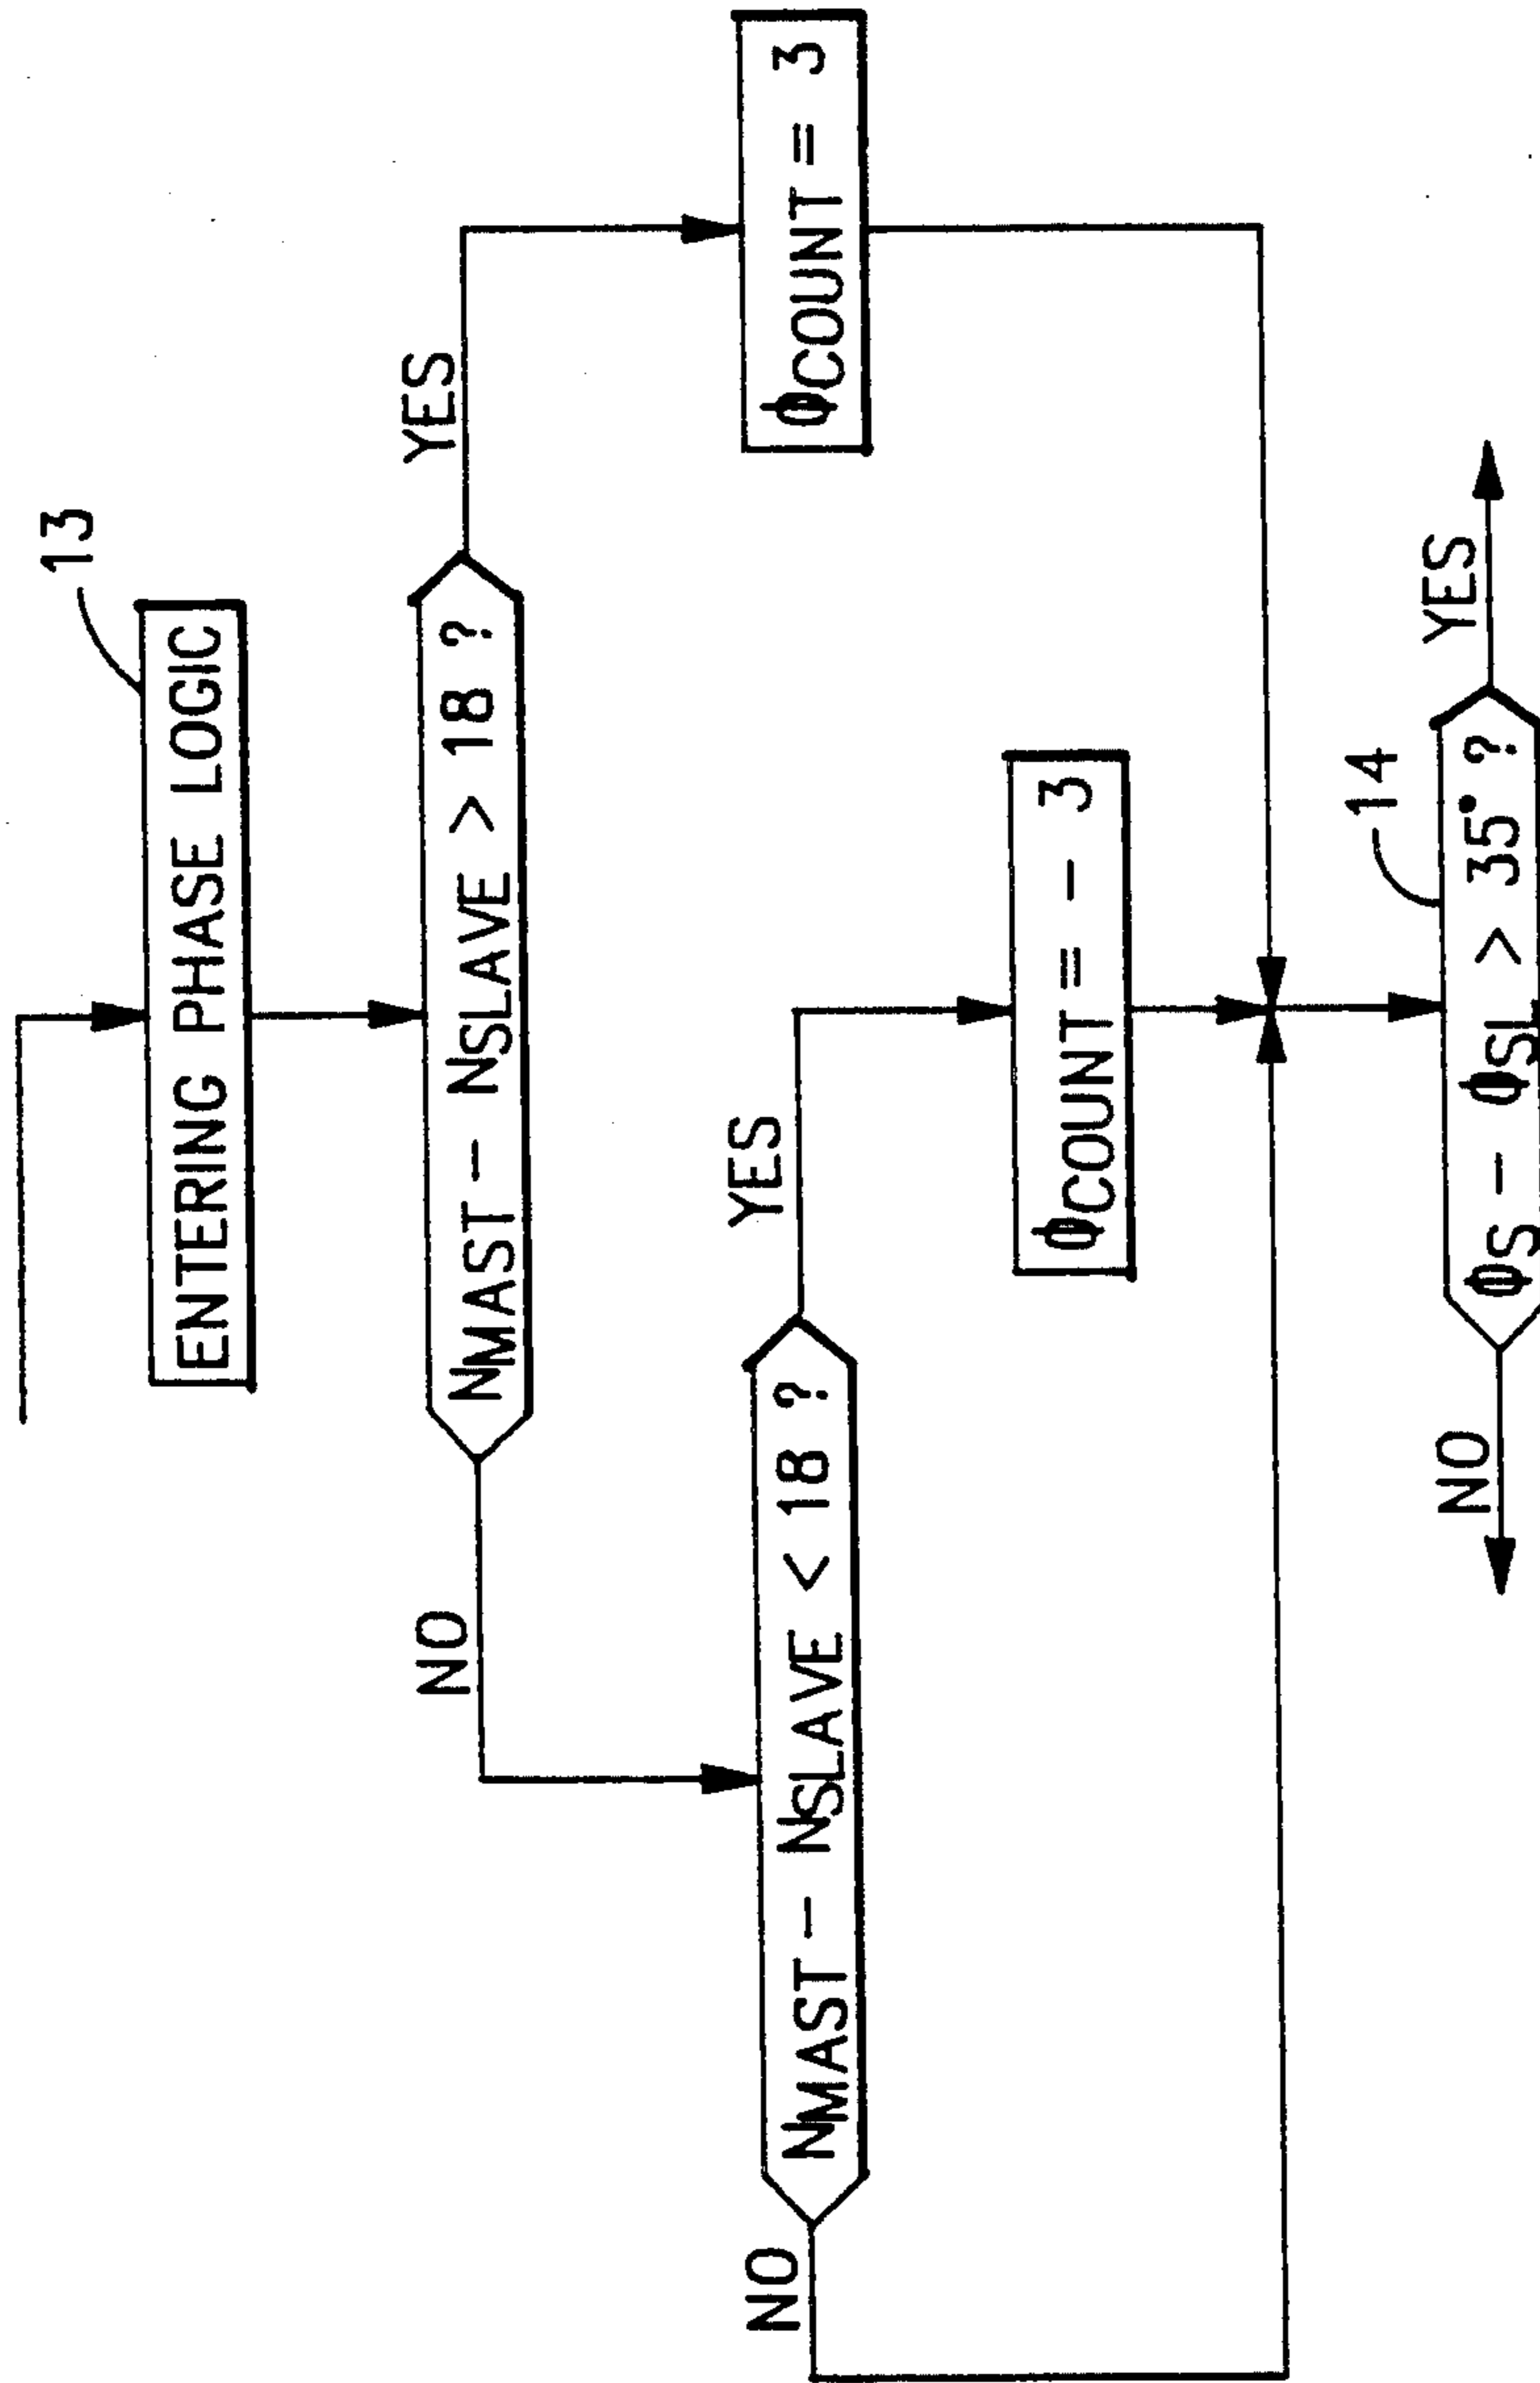 13
ENTERING PHASE LOGIC
NMAST - NSLAVE > 18 ?
NO
YES
NMAST - NSLAVE < 18 ?
NO
YES
ΦCOUNT = 3
ΦCOUNT = - 3
14
ΦS - ΦSL > 35° ?
NO
YES